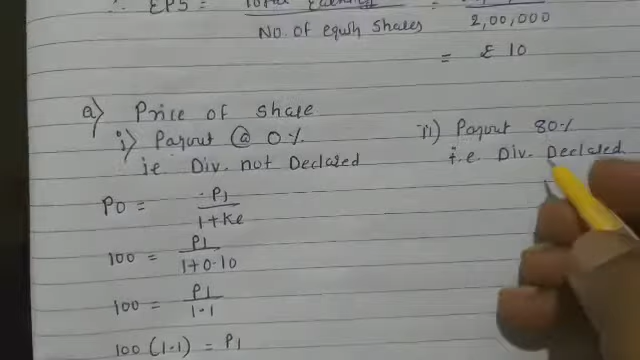 ∴ EPS = Total Earning =
No. of equity Shares 2,00,000
= £ 10
a) Price of Share
i) Payout @ 0%
i.e Div. not Declared
P0 = P1 / 1+Ke
100 = P1 / 1+0.10
100 = P1 / 1.1
100 (1.1) = P1
ii) Payout 80%
i.e Div. Declared